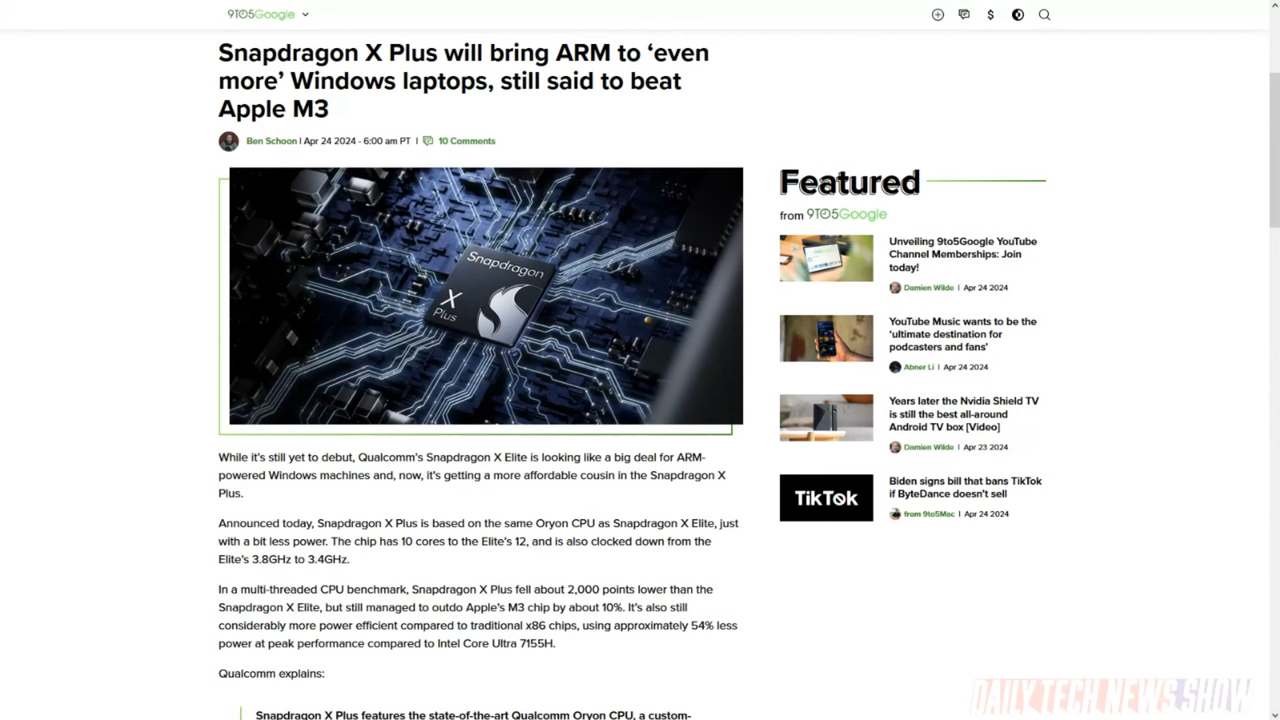 9TO5Google
Snapdragon X Plus will bring ARM to ‘even
more’ Windows laptops, still said to beat
Apple M3
Ben Schoon | Apr 24 2024 - 6:00 am PT | 10 Comments
Snapdragon
X
Plus
While it’s still yet to debut, Qualcomm’s Snapdragon X Elite is looking like a big deal for ARM-
powered Windows machines and, now, it’s getting a more affordable cousin in the Snapdragon X
Plus.
Announced today, Snapdragon X Plus is based on the same Oryon CPU as Snapdragon X Elite, just
with a bit less power. The chip has 10 cores to the Elite’s 12, and is also clocked down from the
Elite’s 3.8GHz to 3.4GHz.
In a multi-threaded CPU benchmark, Snapdragon X Plus fell about 2,000 points lower than the
Snapdragon X Elite, but still managed to outdo Apple’s M3 chip by about 10%. It’s also still
considerably more power efficient compared to traditional x86 chips, using approximately 54% less
power at peak performance compared to Intel Core Ultra 7155H.
Qualcomm explains:
Snapdragon X Plus features the state-of-the-art Qualcomm Oryon CPU, a custom-
Featured
from 9TO5Google
Unveiling 9to5Google YouTube
Channel Memberships: Join
today!
Damien Wilde | Apr 24 2024
YouTube Music wants to be the
‘ultimate destination for
podcasters and fans’
Abner Li | Apr 24 2024
Years later the Nvidia Shield TV
is still the best all-around
Android TV box [Video]
Damien Wilde | Apr 23 2024
TikTok
Biden signs bill that bans TikTok
if ByteDance doesn’t sell
from 9to5Mac | Apr 24 2024
DAILY TECH NEWS SHOW